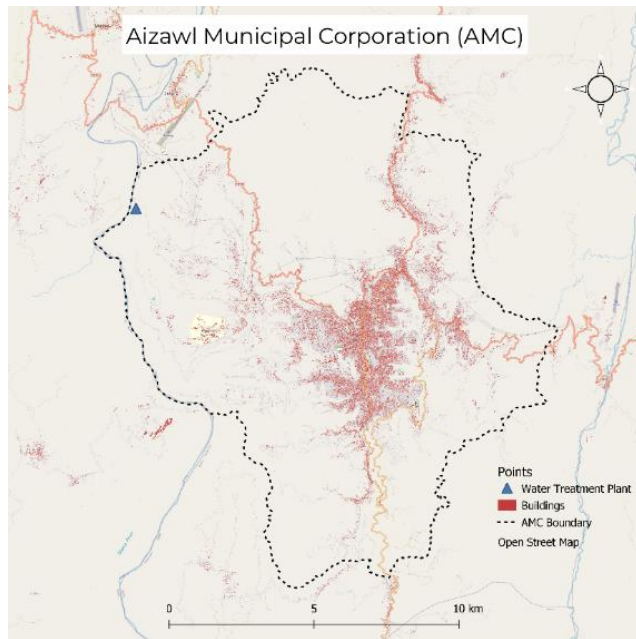 Aizawl Municipal Corporation (AMC)
Points
Water Treatment Plant
Buildings
AMC Boundary
Open Street Map
0 5 10 km